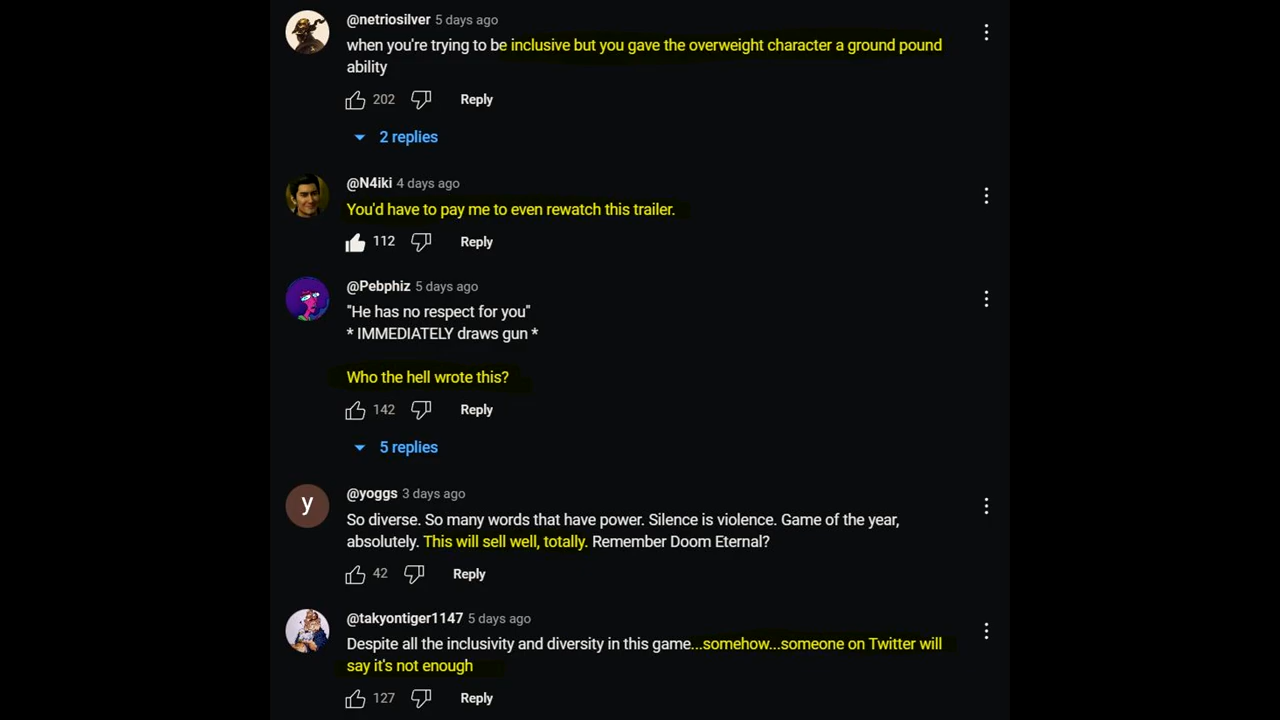 @netriosilver 5 days ago
when you're trying to be inclusive but you gave the overweight character a ground pound
ability
202 Reply
2 replies
@N4iki 4 days ago
You'd have to pay me to even rewatch this trailer.
112 Reply
@Pebphiz 5 days ago
"He has no respect for you"
* IMMEDIATELY draws gun *
Who the hell wrote this?
142 Reply
5 replies
y
@yoggs 3 days ago
So diverse. So many words that have power. Silence is violence. Game of the year,
absolutely. This will sell well, totally. Remember Doom Eternal?
42 Reply
@takyontiger1147 5 days ago
Despite all the inclusivity and diversity in this game...somehow...someone on Twitter will
say it's not enough
127 Reply